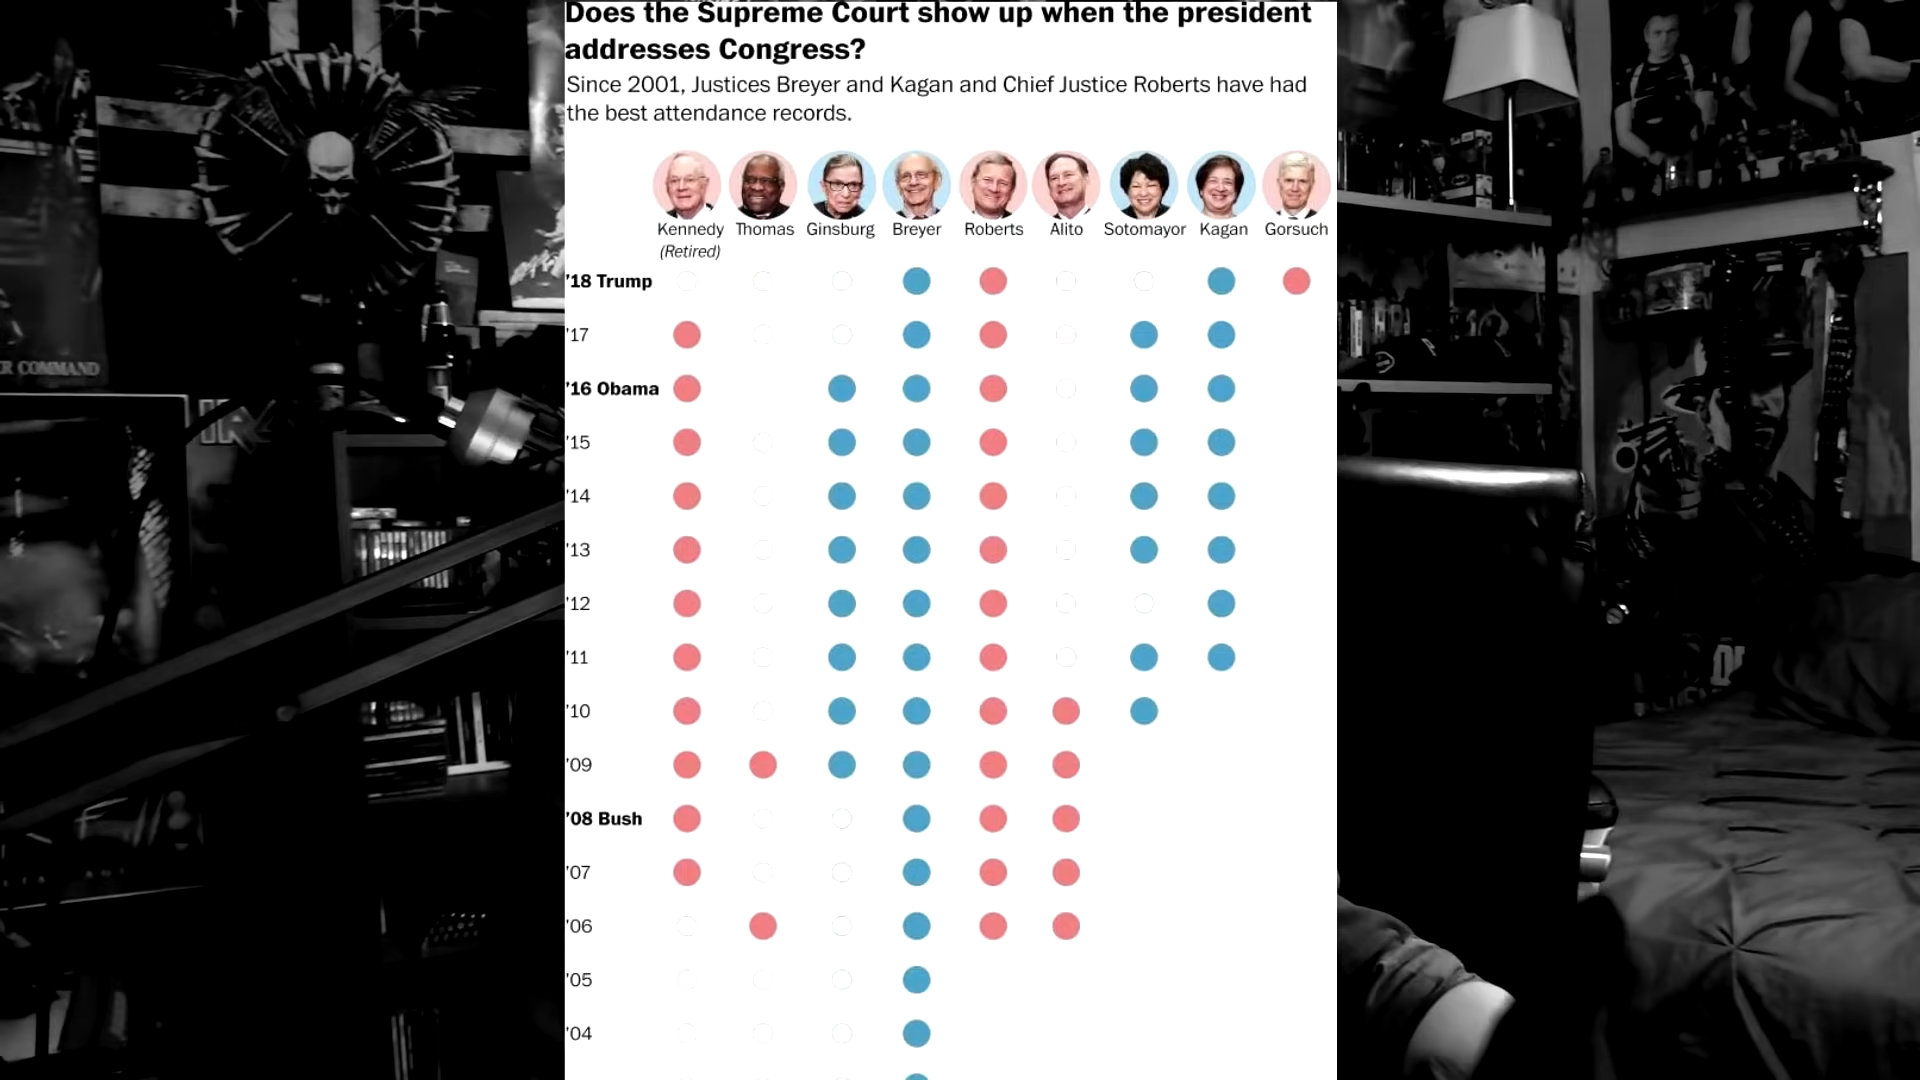 Does the Supreme Court show up when the president
addresses Congress?
Since 2001, Justices Breyer and Kagan and Chief Justice Roberts have had
the best attendance records.
Kennedy Thomas Ginsburg Breyer Roberts Alito Sotomayor Kagan Gorsuch
(Retired)
'18 Trump
'17
'16 Obama
'15
'14
'13
'12
'11
'10
'09
'08 Bush
'07
'06
'05
'04
R COMMAND